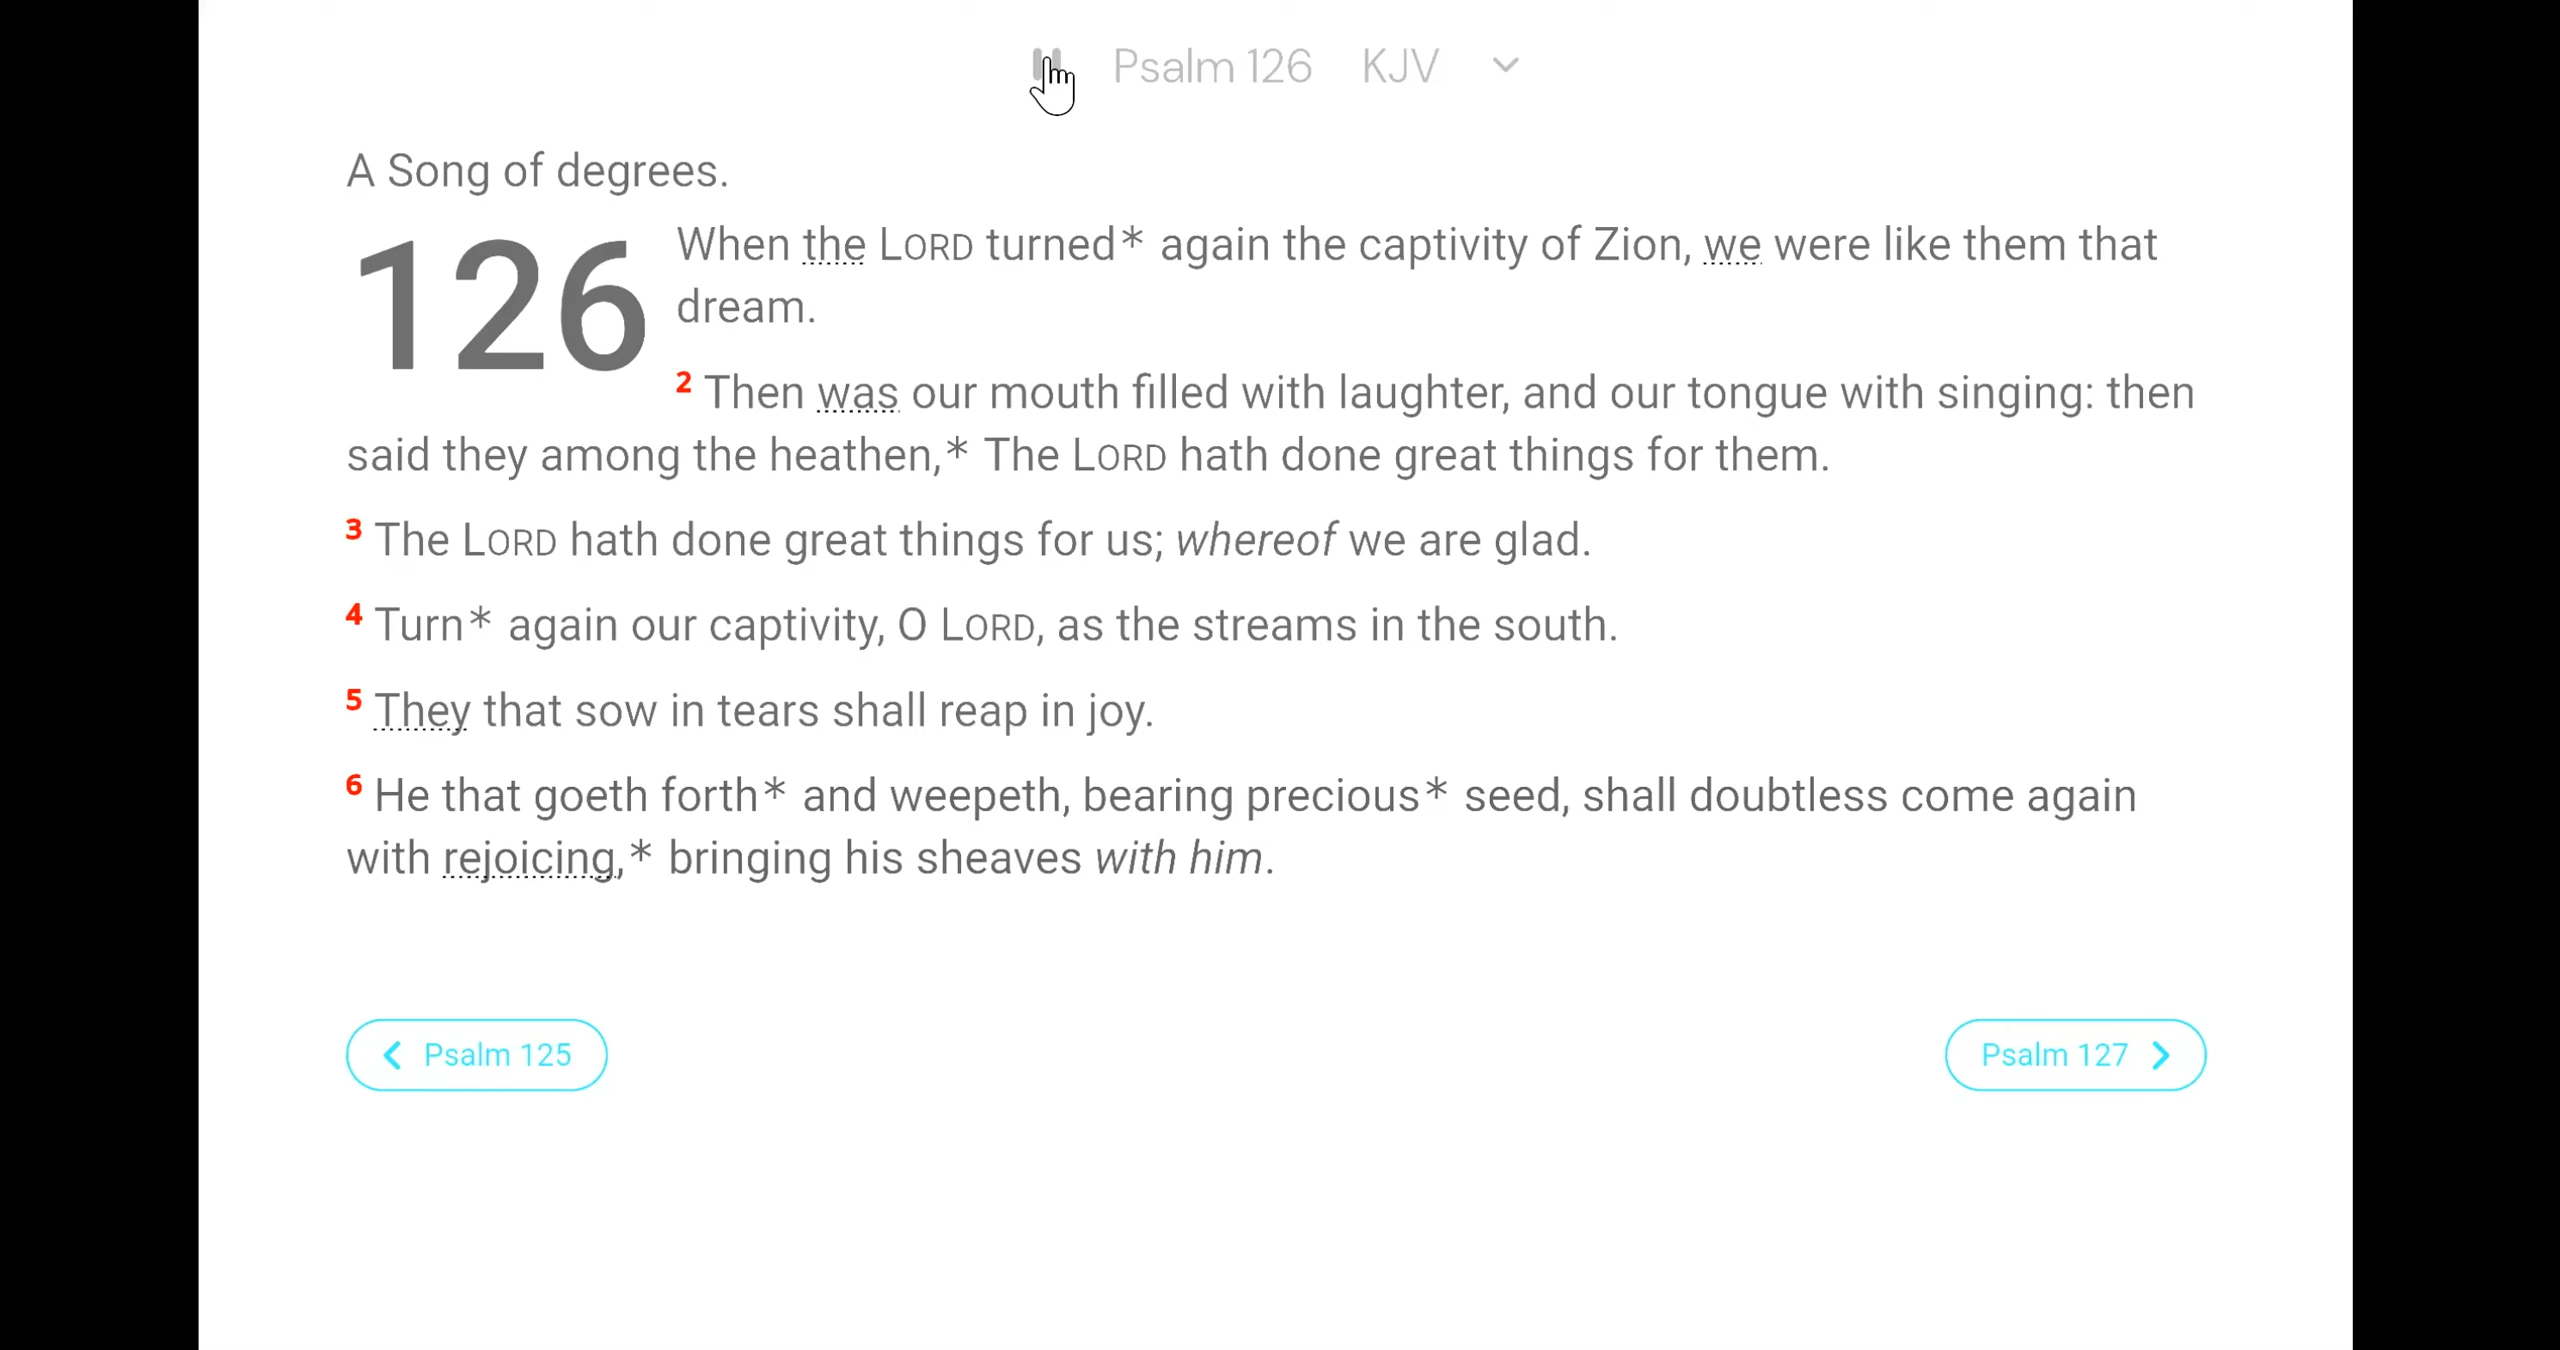 Psalm 126 KJV
A Song of degrees.
126 When the LORD turned* again the captivity of Zion, we were like them that
dream.
2 Then was our mouth filled with laughter, and our tongue with singing: then
said they among the heathen,* The LORD hath done great things for them.
3 The LORD hath done great things for us; whereof we are glad.
4 Turn* again our captivity, O LORD, as the streams in the south.
5 They that sow in tears shall reap in joy.
6 He that goeth forth* and weepeth, bearing precious* seed, shall doubtless come again
with rejoicing,* bringing his sheaves with him.
Psalm 125
Psalm 127